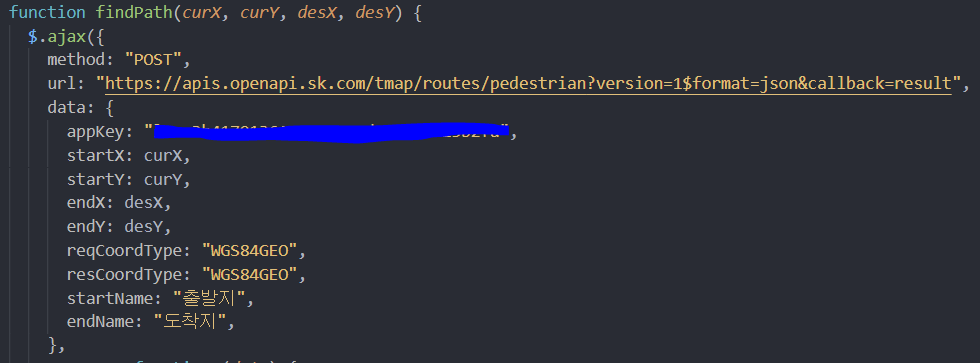 function findPath(curX, curY, desX, desY) {
$.ajax({
method: "POST",
url: "https://apis.openapi.sk.com/tmap/routes/pedestrian?version=1$format=json&callback=result",
data: {
appKey: "
startX: curX,
startY: curY,
endX: desX,
endY: desY,
reqCoordType: "WGS84GEO",
resCoordType: "WGS84GEO",
startName: "출발지",
endName: "도착지",
},